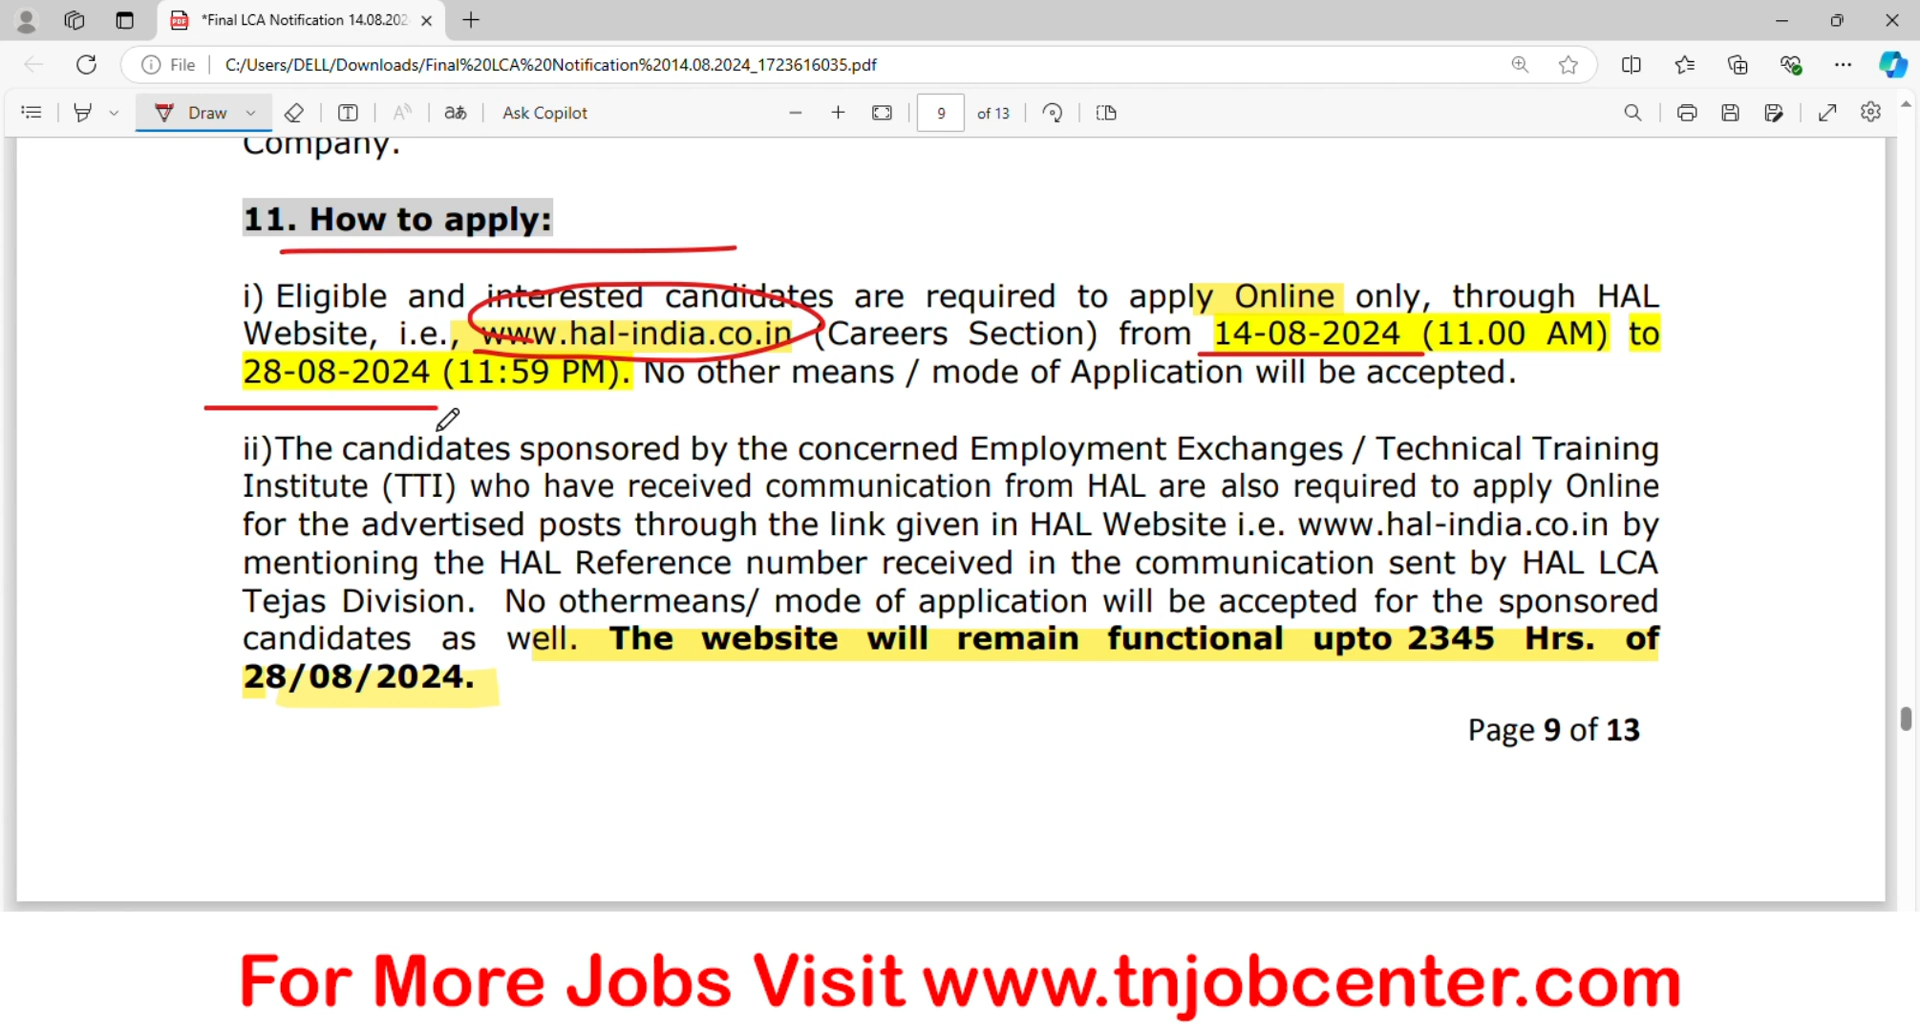 *Final LCA Notification 14.08.202
File
C:/Users/DELL/Downloads/Final%20LCA%20Notification%2014.08.2024_1723616035.pdf
Draw
aあ
Ask Copilot
9
of 13
Company.
11. How to apply:
i) Eligible and interested candidates are required to apply Online only, through HAL
Website, i.e., www.hal-india.co.in (Careers Section) from 14-08-2024 (11.00 AM) to
28-08-2024 (11:59 PM). No other means / mode of Application will be accepted.
ii)The candidates sponsored by the concerned Employment Exchanges / Technical Training
Institute (TTI) who have received communication from HAL are also required to apply Online
for the advertised posts through the link given in HAL Website i.e. www.hal-india.co.in by
mentioning the HAL Reference number received in the communication sent by HAL LCA
Tejas Division. No othermeans/ mode of application will be accepted for the sponsored
candidates as well. The website will remain functional upto 2345 Hrs. of
28/08/2024.
Page 9 of 13
For More Jobs Visit www.tnjobcenter.com